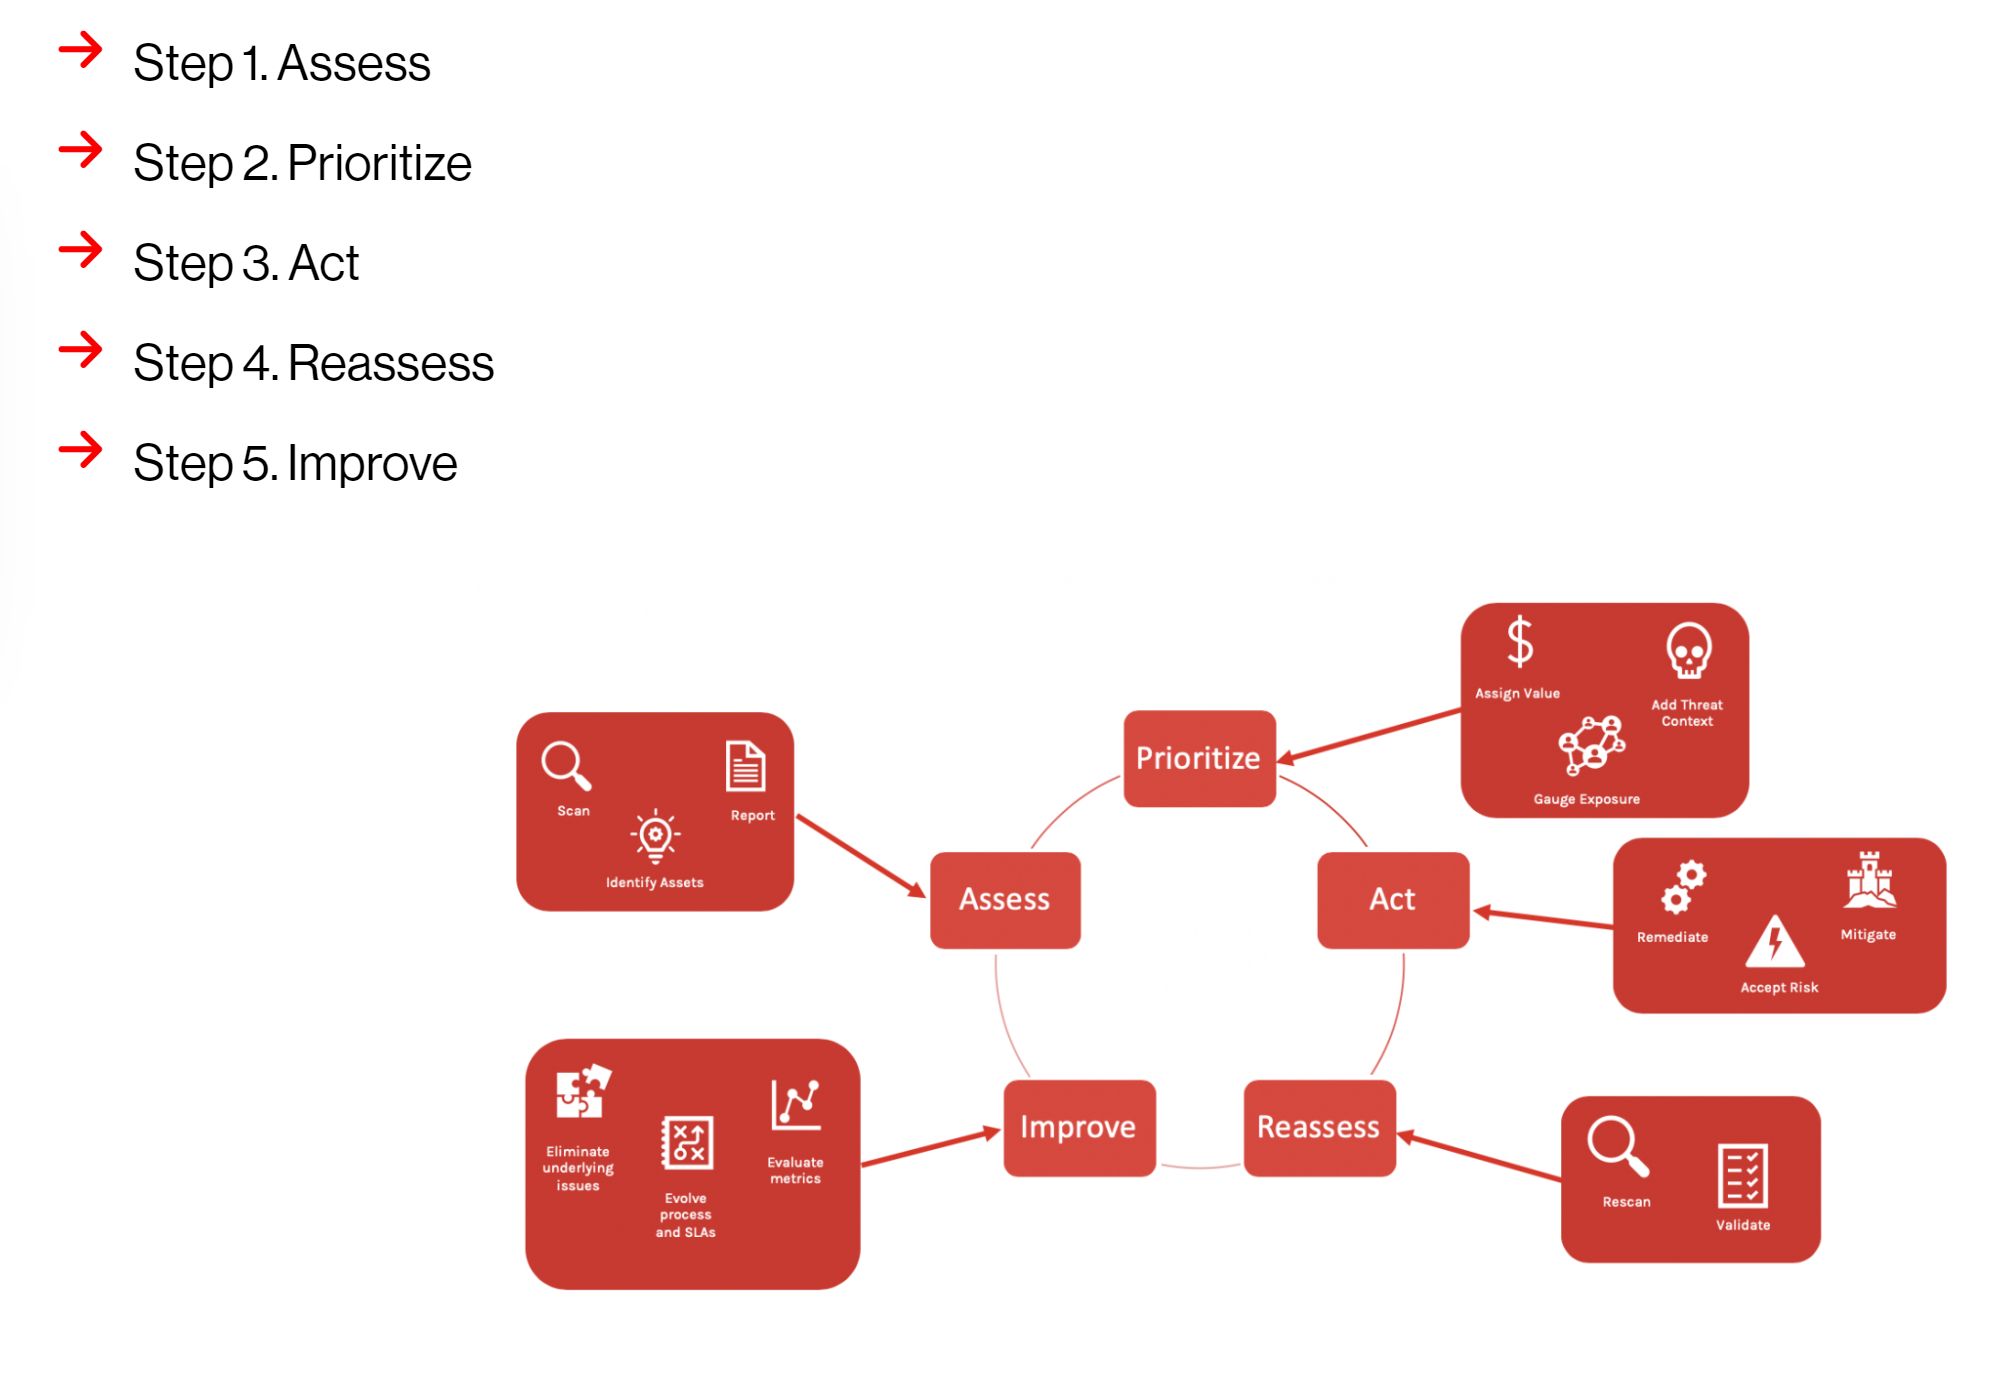 Step 1. Assess
Step 2. Prioritize
Step 3. Act
Step 4. Reassess
Step 5. Improve
Assign Value
Add Threat
Context
Gauge Exposure
Prioritize
Scan
Report
Identify Assets
Assess
Act
Remediate
Mitigate
Accept Risk
Eliminate
underlying
issues
Evolve
process
and SLAs
Evaluate
metrics
Improve
Reassess
Rescan
Validate